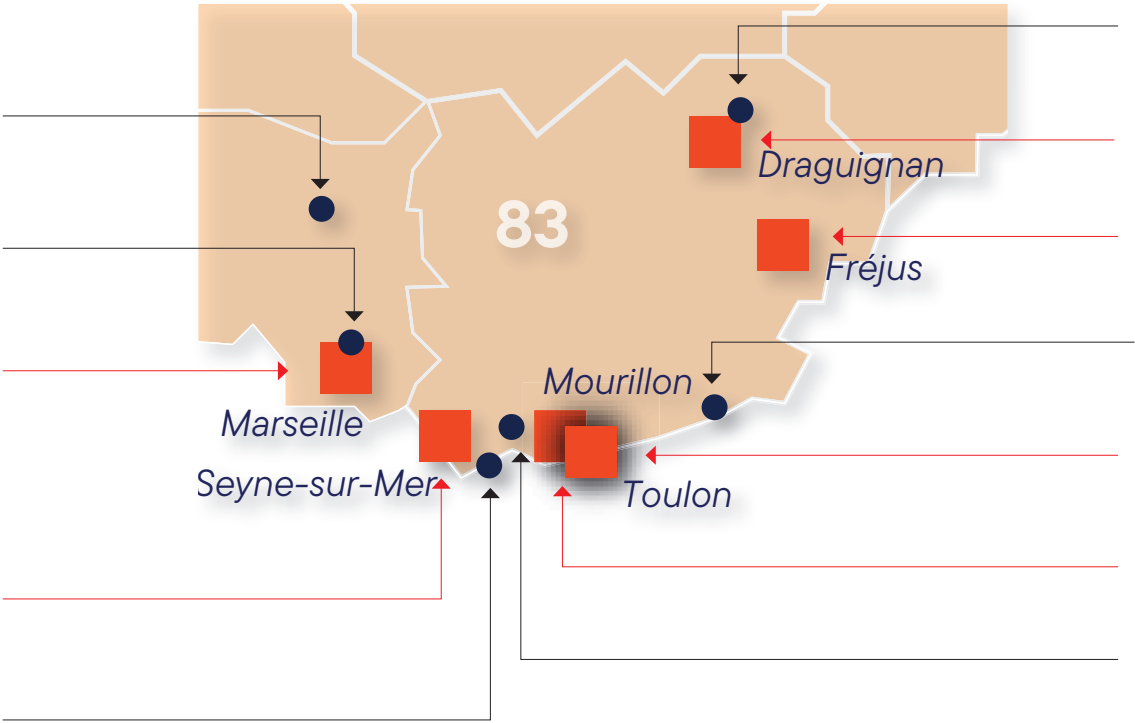 Draguignan
83
Fréjus
Mourillon
Marseille
Seyne-sur-Mer
Toulon